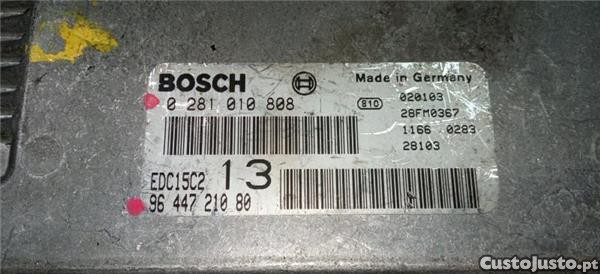 BOSCH
Made in Germany
0 281 010 808
B10
020103
28FM0367
1166 0283
28103
EDC15C2 13
96 447 210 80
CustoJusto.pt